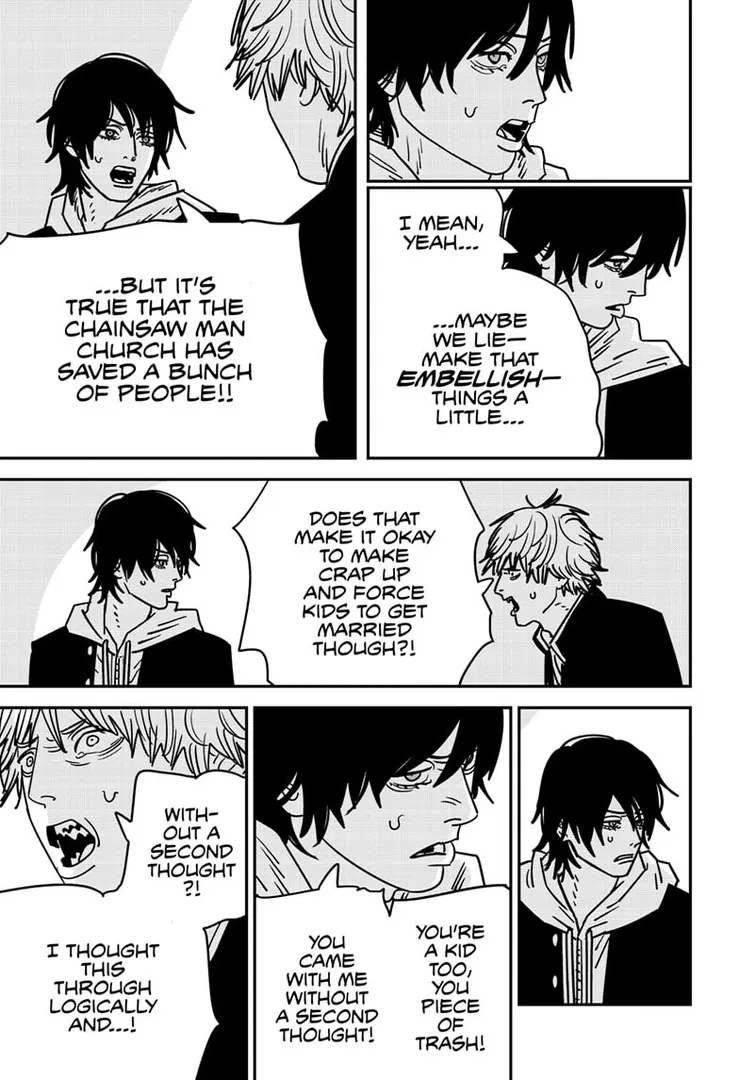 I MEAN,
YEAH...
...MAYBE
WE LIE—
MAKE THAT
EMBELLISH—
THINGS A
LITTLE...
...BUT IT'S
TRUE THAT THE
CHAINSAW MAN
CHURCH HAS
SAVED A BUNCH
OF PEOPLE!!
DOES THAT
MAKE IT OKAY
TO MAKE
CRAP UP
AND FORCE
KIDS TO GET
MARRIED
THOUGH?!
YOU'RE
A KID
TOO,
YOU
PIECE
OF
TRASH!
YOU
CAME
WITH ME
WITHOUT
A SECOND
THOUGHT!
WITH-
OUT A
SECOND
THOUGHT
?!
I THOUGHT
THIS
THROUGH
LOGICALLY
AND...!